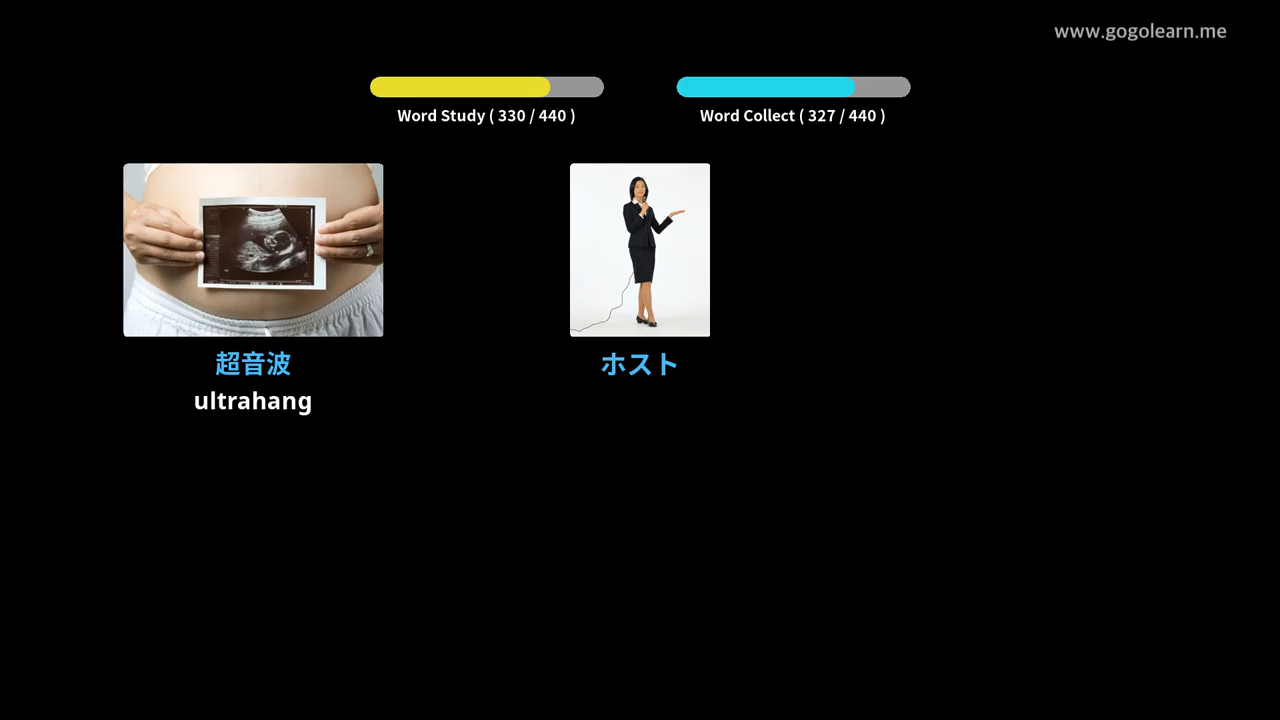 www.gogolearn.me
Word Study ( 330 / 440 )
Word Collect ( 327 / 440 )
超音波
ultrahang
ホスト